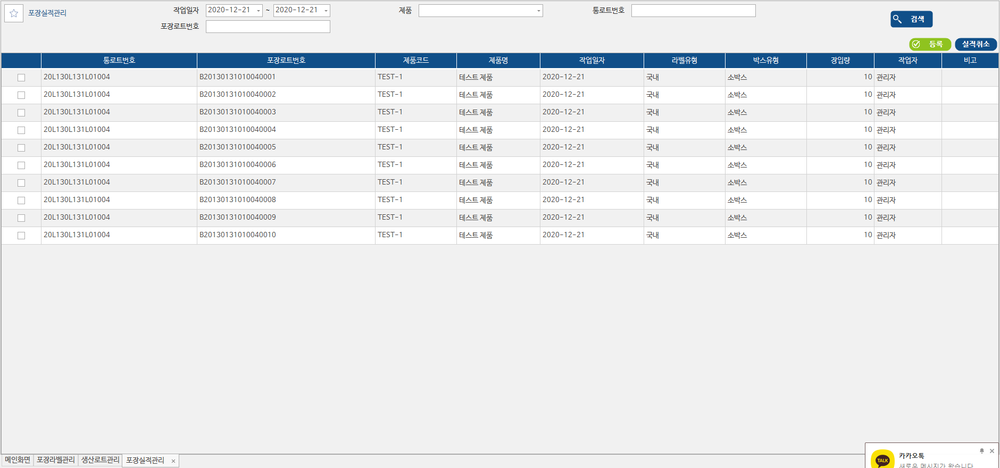 포장실적관리
작업일자 2020-12-21 ~ 2020-12-21 제품 통로트번호
포장로트번호
검색
등록 실적취소
통로트번호 포장로트번호 제품코드 제품명 작업일자 라벨유형 박스유형 장입량 작업자 비고
20L130L131L01004 B20130131010040001 TEST-1 테스트 제품 2020-12-21 국내 소박스 10 관리자
20L130L131L01004 B20130131010040002 TEST-1 테스트 제품 2020-12-21 국내 소박스 10 관리자
20L130L131L01004 B20130131010040003 TEST-1 테스트 제품 2020-12-21 국내 소박스 10 관리자
20L130L131L01004 B20130131010040004 TEST-1 테스트 제품 2020-12-21 국내 소박스 10 관리자
20L130L131L01004 B20130131010040005 TEST-1 테스트 제품 2020-12-21 국내 소박스 10 관리자
20L130L131L01004 B20130131010040006 TEST-1 테스트 제품 2020-12-21 국내 소박스 10 관리자
20L130L131L01004 B20130131010040007 TEST-1 테스트 제품 2020-12-21 국내 소박스 10 관리자
20L130L131L01004 B20130131010040008 TEST-1 테스트 제품 2020-12-21 국내 소박스 10 관리자
20L130L131L01004 B20130131010040009 TEST-1 테스트 제품 2020-12-21 국내 소박스 10 관리자
20L130L131L01004 B20130131010040010 TEST-1 테스트 제품 2020-12-21 국내 소박스 10 관리자
메인화면 포장라벨관리 생산로트관리 포장실적관리
TALK 카카오톡
새로운 메시지가 왔습니다